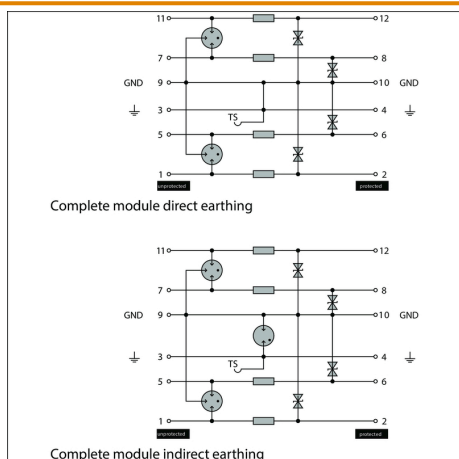 11 12
7 8
GND 9 10 GND
3 4
TS
5 6
1 2
unprotected protected
Complete module direct earthing
11 12
7 8
GND 9 10 GND
3 4
TS
5 6
1 2
unprotected protected
Complete module indirect earthing